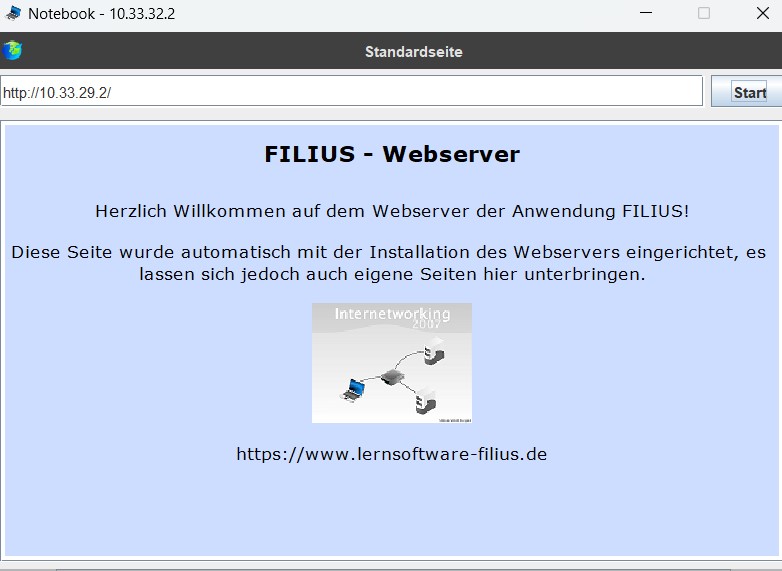 Notebook - 10.33.32.2
Standardseite
http://10.33.29.2/
Start
FILIUS - Webserver
Herzlich Willkommen auf dem Webserver der Anwendung FILIUS!
Diese Seite wurde automatisch mit der Installation des Webservers eingerichtet, es
lassen sich jedoch auch eigene Seiten hier unterbringen.
Internetworking
2007
https://www.lernsoftware-filius.de